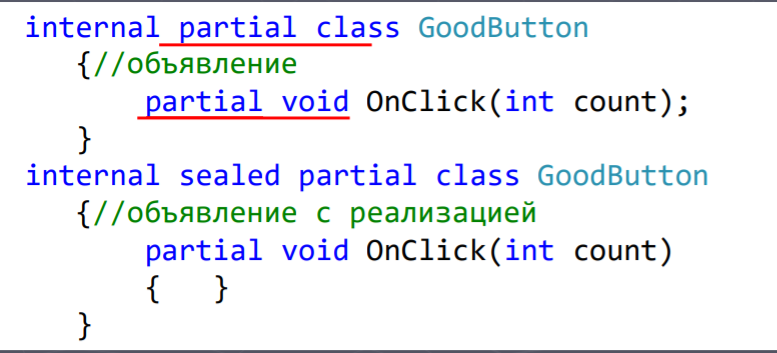 internal partial class GoodButton
{//объявление
partial void OnClick(int count);
}
internal sealed partial class GoodButton
{//объявление с реализацией
partial void OnClick(int count)
{ }
}